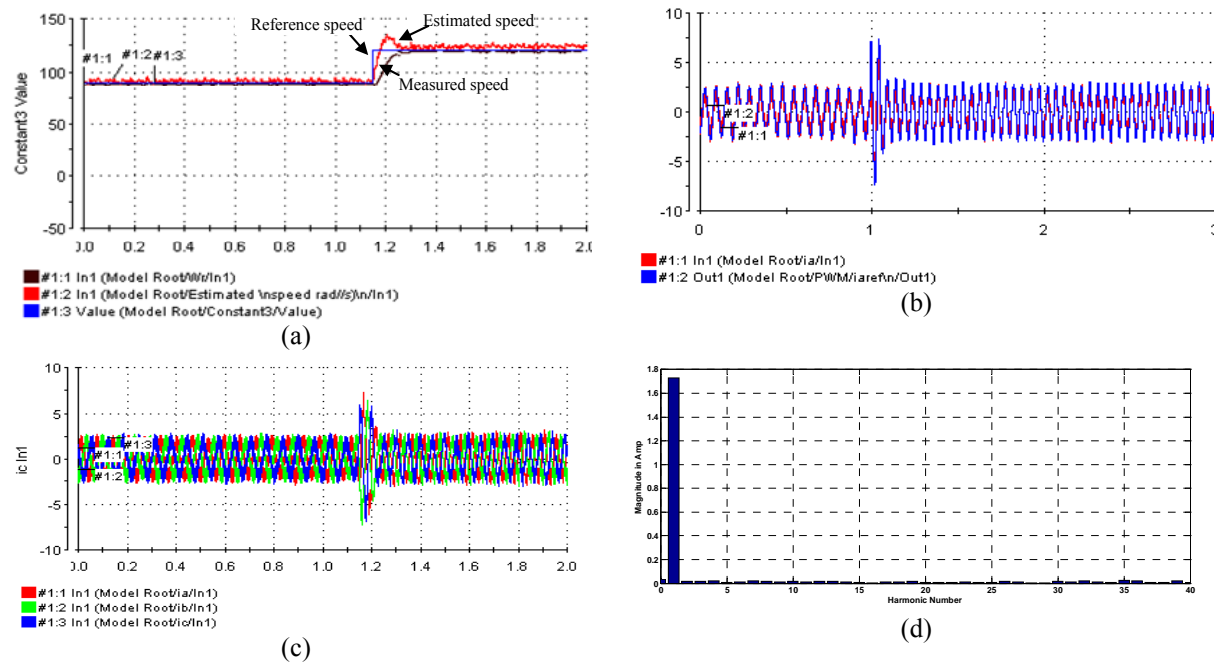 Reference speed
Estimated speed
150
#1:1
#1:2
#1:3
100
Measured speed
50
0
-50
Constant3 Value
0.0 0.2 0.4 0.6 0.8 1.0 1.2 1.4 1.6 1.8 2.0
#1:1 In1 (Model Root/Wr/In1)
#1:2 In1 (Model Root/Estimated \nspeed rad//s)\n/In1)
#1:3 Value (Model Root/Constant3/Value)
(a)
10
5
0
#1:2
#1:1
-5
-10
0 1 2 3
#1:1 In1 (Model Root/ia/In1)
#1:2 Out1 (Model Root/PWM/iaref\n/Out1)
(b)
10
5
#1:3
0
#1:1
#1:2
-5
-10
ic In1
0.0 0.2 0.4 0.6 0.8 1.0 1.2 1.4 1.6 1.8 2.0
#1:1 In1 (Model Root/ia/In1)
#1:2 In1 (Model Root/ib/In1)
#1:3 In1 (Model Root/ic/In1)
(c)
1.8
1.6
1.4
1.2
1
0.8
0.6
0.4
0.2
0
Magnitude in Amp
0 5 10 15 20 25 30 35 40
Harmonic Number
(d)